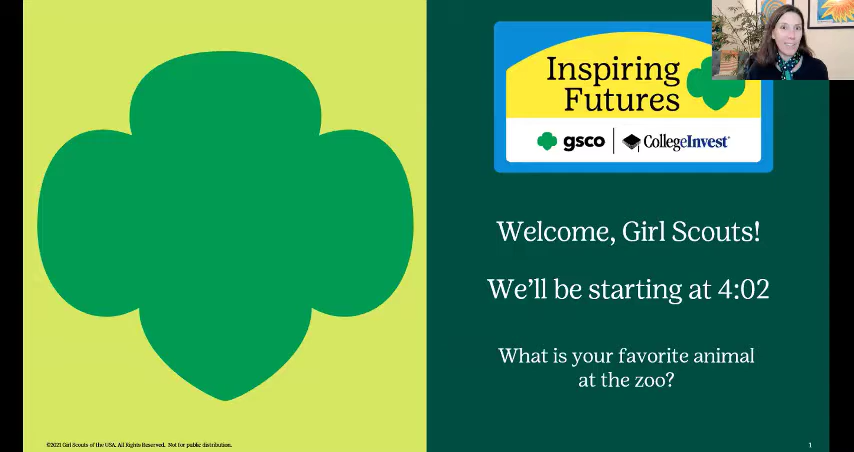 Inspiring
Futures
gsco
CollegeInvest®
Welcome, Girl Scouts!
We’ll be starting at 4:02
What is your favorite animal
at the zoo?
©2021 Girl Scouts of the USA. All Rights Reserved. Not for public distribution.
1